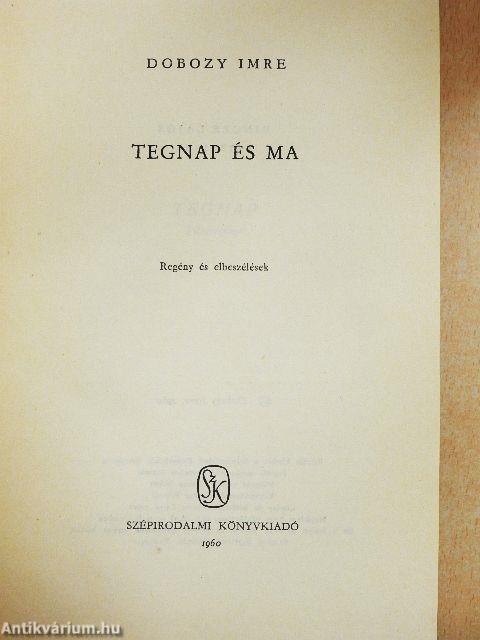 DOBOZY IMRE
TEGNAP ÉS MA
Regény és elbeszélések
SzK
SZÉPIRODALMI KÖNYVKIADÓ
1960
Antikvárium.hu